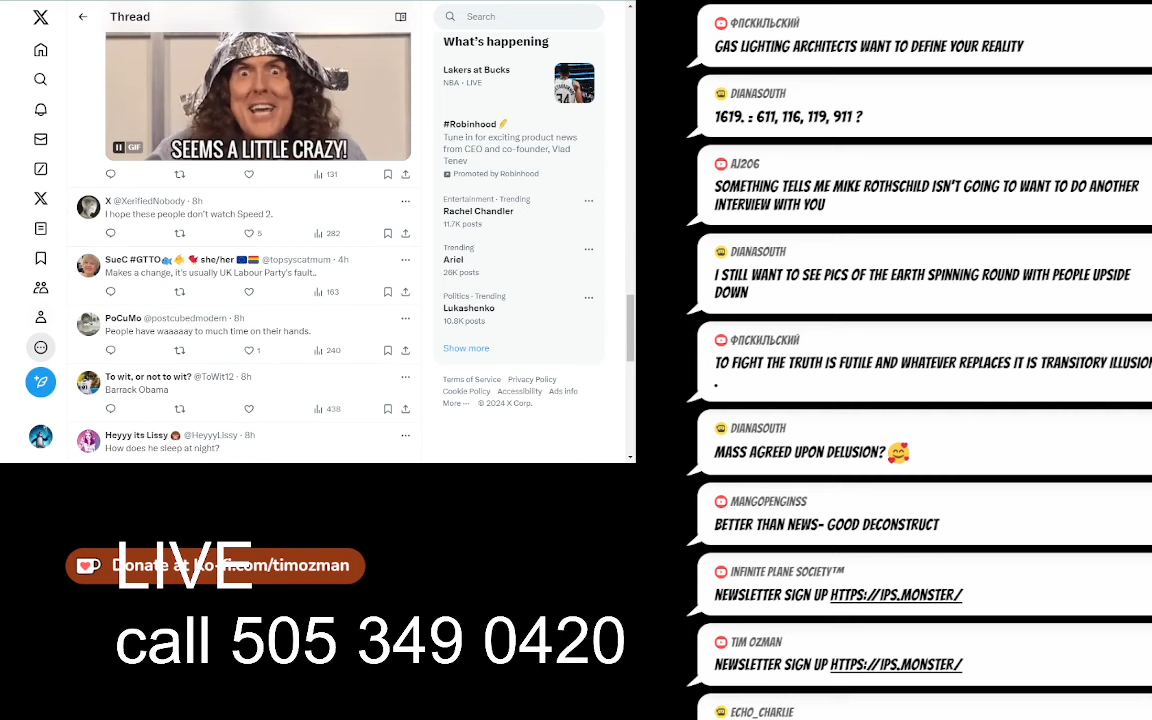 Thread
SEEMS A LITTLE CRAZY!
GIF
131
X @XerifiedNobody · 8h
I hope these people don't watch Speed 2.
5
282
SueC #GTTO🐟 🔥 🐦 she/her 🇪🇺🏳️‍🌈 @topsyscatmum · 4h
Makes a change, it's usually UK Labour Party's fault..
163
PoCuMo @postcubedmodern · 8h
People have waaaaay to much time on their hands.
1
240
To wit, or not to wit? @ToWit12 · 8h
Barrack Obama
438
Heyyy its Lissy @HeyyyLissy · 8h
How does he sleep at night?
Search
What's happening
Lakers at Bucks
NBA · LIVE
#Robinhood
Tune in for exciting product news
from CEO and co-founder, Vlad
Tenev
Promoted by Robinhood
Entertainment · Trending
Rachel Chandler
11.7K posts
Trending
Ariel
26K posts
Politics · Trending
Lukashenko
10.8K posts
Show more
Terms of Service Privacy Policy
Cookie Policy Accessibility Ads info
More ··· © 2024 X Corp.
Donate at ko-fi.com/timozman
LIVE
call 505 349 0420
ФПСКИЛЬСКИЙ
GAS LIGHTING ARCHITECTS WANT TO DEFINE YOUR REALITY
DIANASOUTH
1619. : 611, 116, 119, 911 ?
AJ206
SOMETHING TELLS ME MIKE ROTHSCHILD ISN'T GOING TO WANT TO DO ANOTHER
INTERVIEW WITH YOU
DIANASOUTH
I STILL WANT TO SEE PICS OF THE EARTH SPINNING ROUND WITH PEOPLE UPSIDE
DOWN
ФПСКИЛЬСКИЙ
TO FIGHT THE TRUTH IS FUTILE AND WHATEVER REPLACES IT IS TRANSITORY ILLUSION
.
DIANASOUTH
MASS AGREED UPON DELUSION? 🥰
MANGOPENGINSS
BETTER THAN NEWS- GOOD DECONSTRUCT
INFINITE PLANE SOCIETY™
NEWSLETTER SIGN UP HTTPS://IPS.MONSTER/
TIM OZMAN
NEWSLETTER SIGN UP HTTPS://IPS.MONSTER/
ECHO_CHARLIE